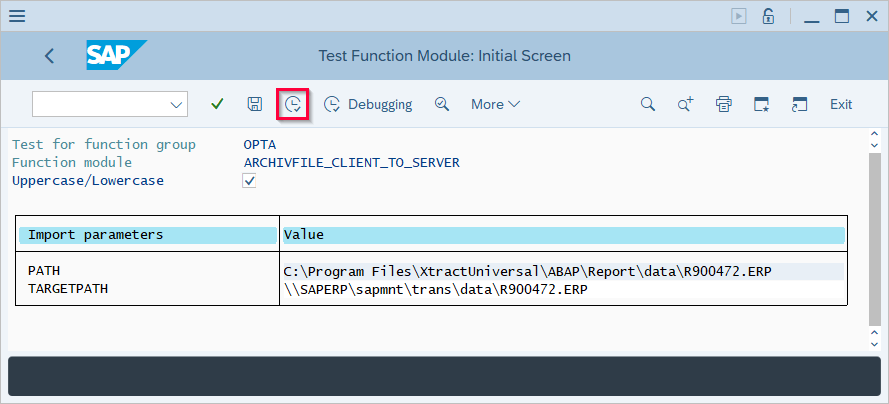 SAP Test Function Module: Initial Screen
Debugging More Exit
Test for function group OPTA
Function module ARCHIVFILE_CLIENT_TO_SERVER
Uppercase/Lowercase
Import parameters Value
PATH C:\Program Files\XtractUniversal\ABAP\Report\data\R900472.ERP
TARGETPATH \\SAPERP\sapmnt\trans\data\R900472.ERP